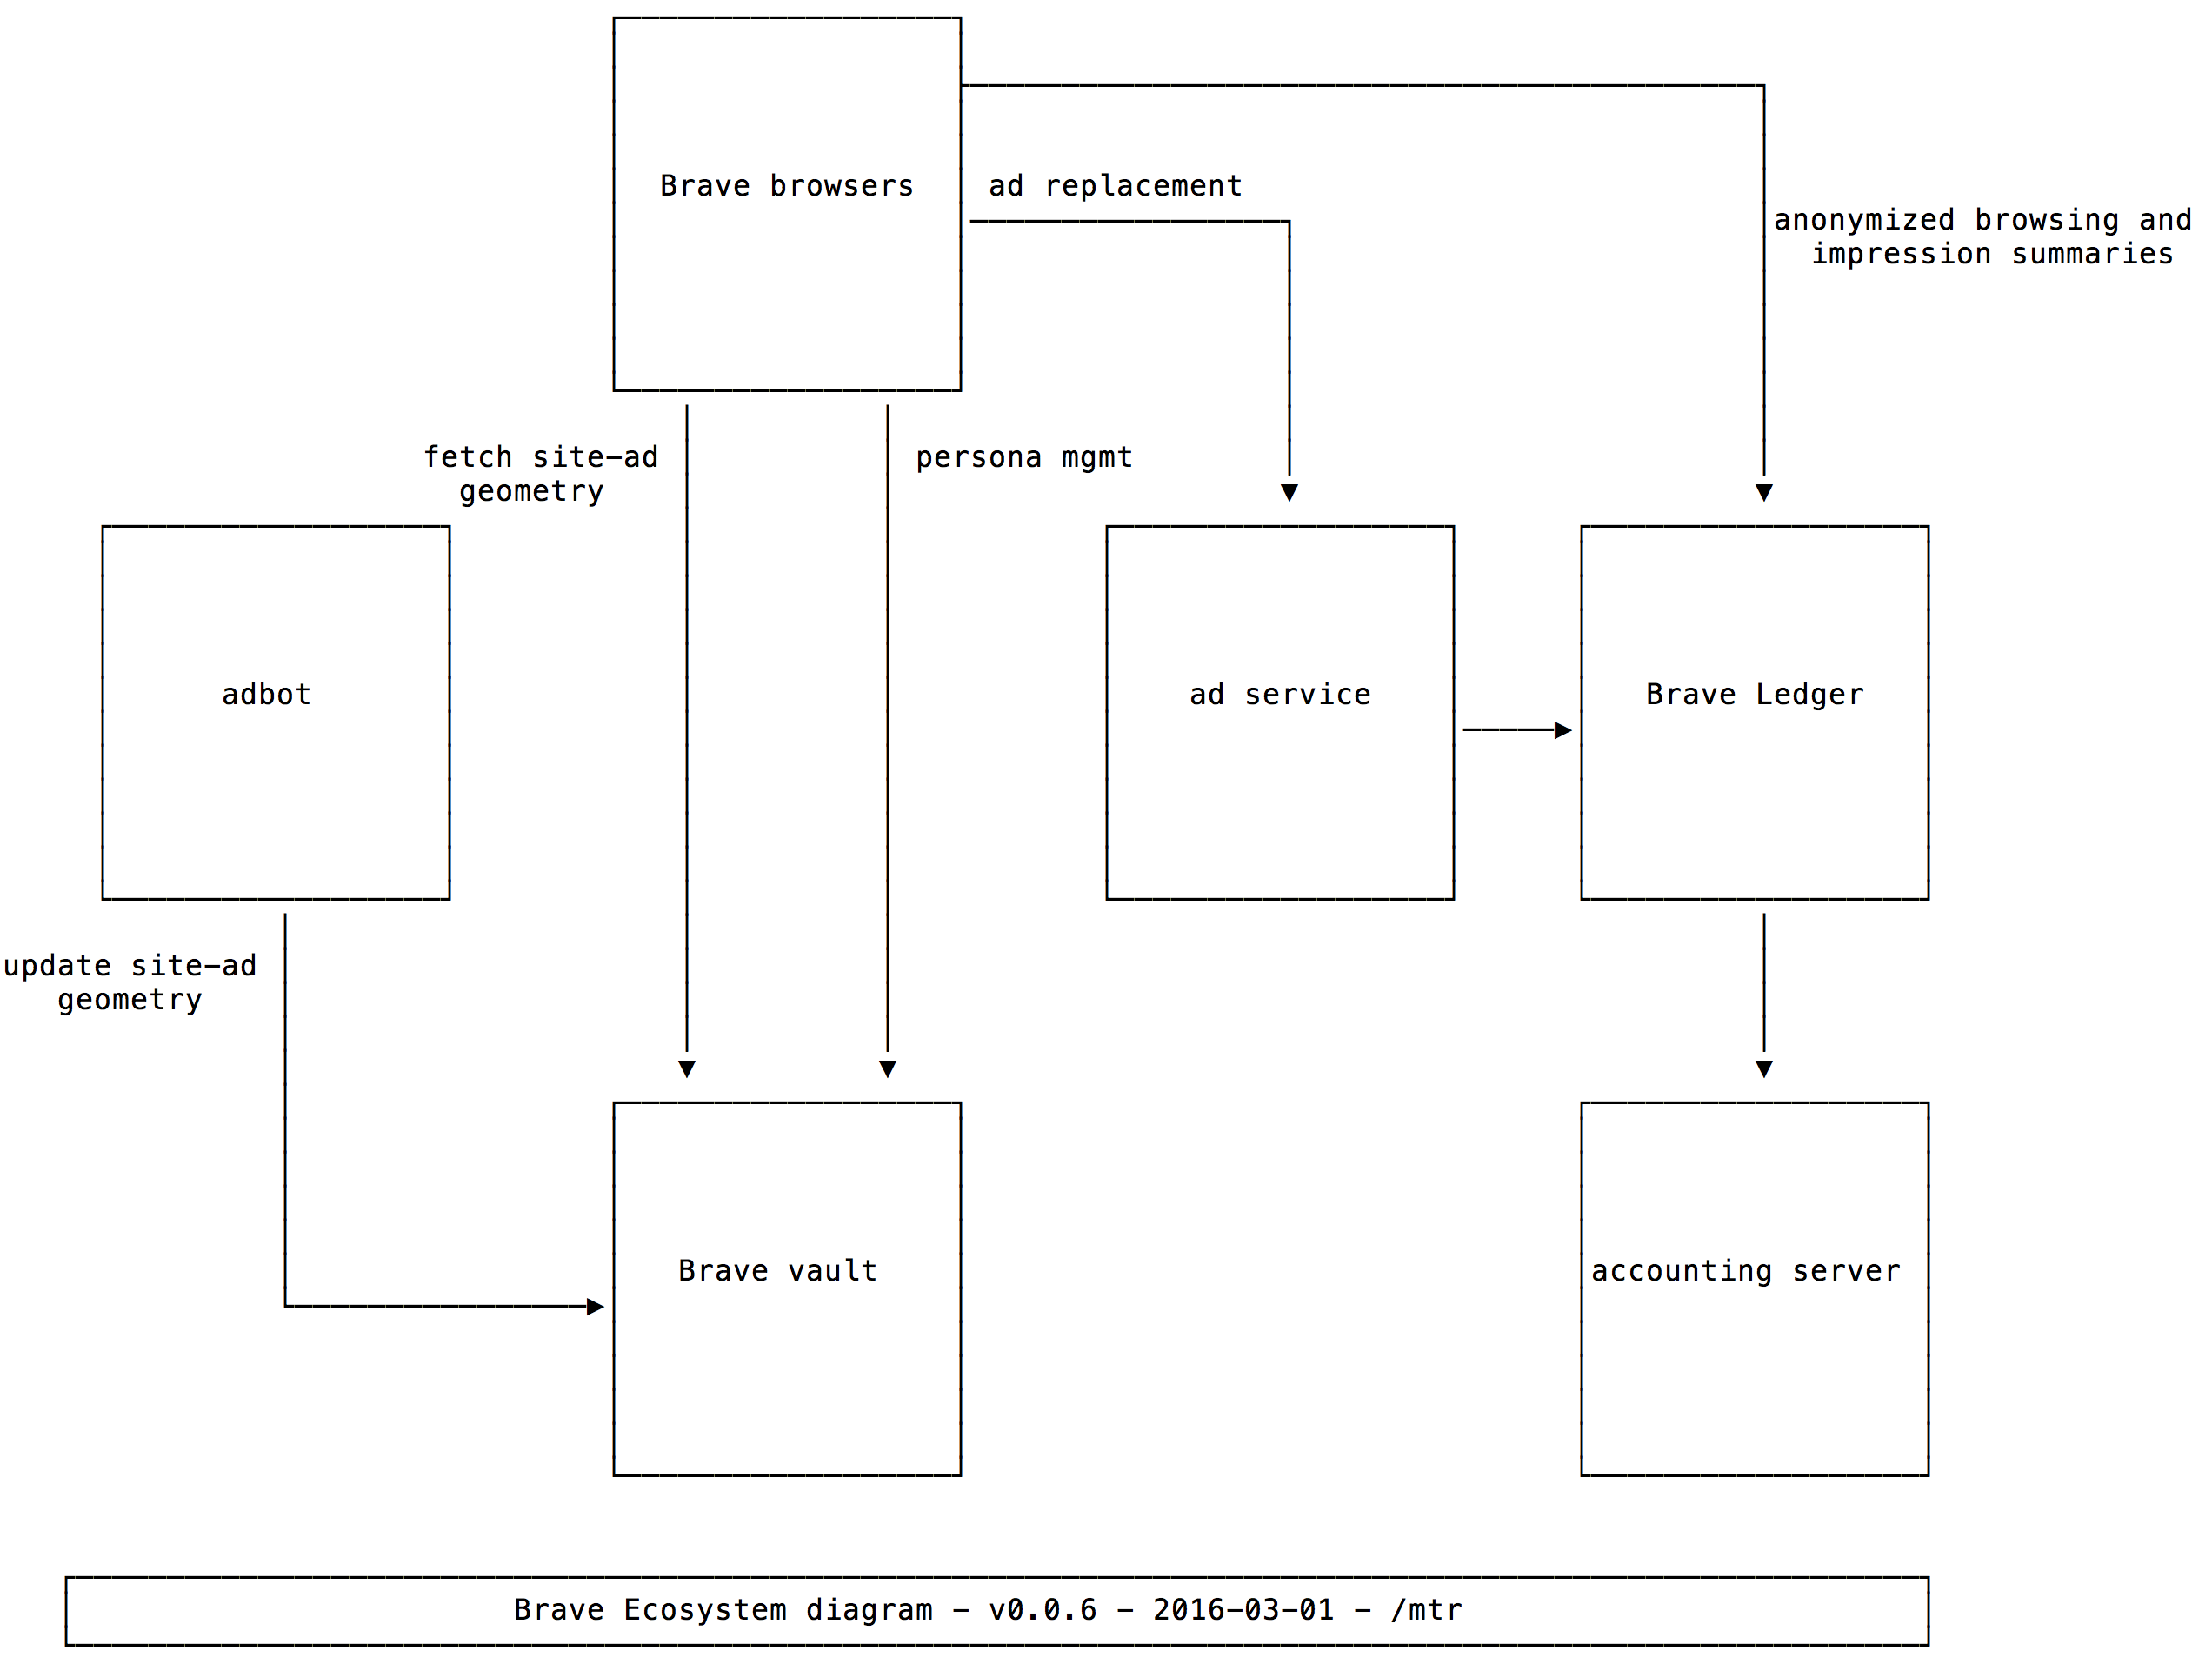 Brave browsers
ad replacement
anonymized browsing and
impression summaries
fetch site-ad
geometry
persona mgmt
adbot
ad service
Brave Ledger
update site-ad
geometry
Brave vault
accounting server
Brave Ecosystem diagram - v0.0.6 - 2016-03-01 - /mtr